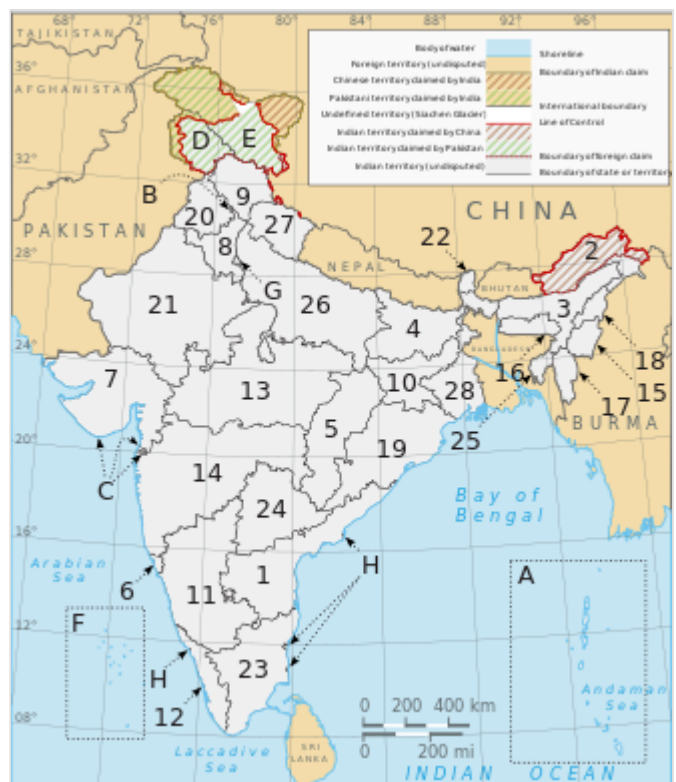 68°
72°
76°
80°
84°
88°
92°
96°
TAJIKISTAN
AFGHANISTAN
36°
32°
28°
24°
20°
16°
12°
08°
Body of water
Shoreline
Foreign territory (undisputed)
Boundary of Indian claim
Chinese territory claimed by India
Pakistani territory claimed by India
International boundary
Undefined territory (Siachen Glacier)
Line of Control
Indian territory claimed by China
Indian territory claimed by Pakistan
Boundary of foreign claim
Indian territory (undisputed)
Boundary of state or territory
D
E
B
9
20
27
8
G
PAKISTAN
CHINA
22
2
NEPAL
BHUTAN
21
26
3
4
BANGLADESH
16
18
15
17
7
13
10
28
25
BURMA
5
19
C
14
24
Bay of
Bengal
Arabian
Sea
6
1
11
H
A
F
23
H
12
Andaman
Sea
0 200 400 km
0 200 mi
Laccadive
Sea
SRI
LANKA
INDIAN OCEAN